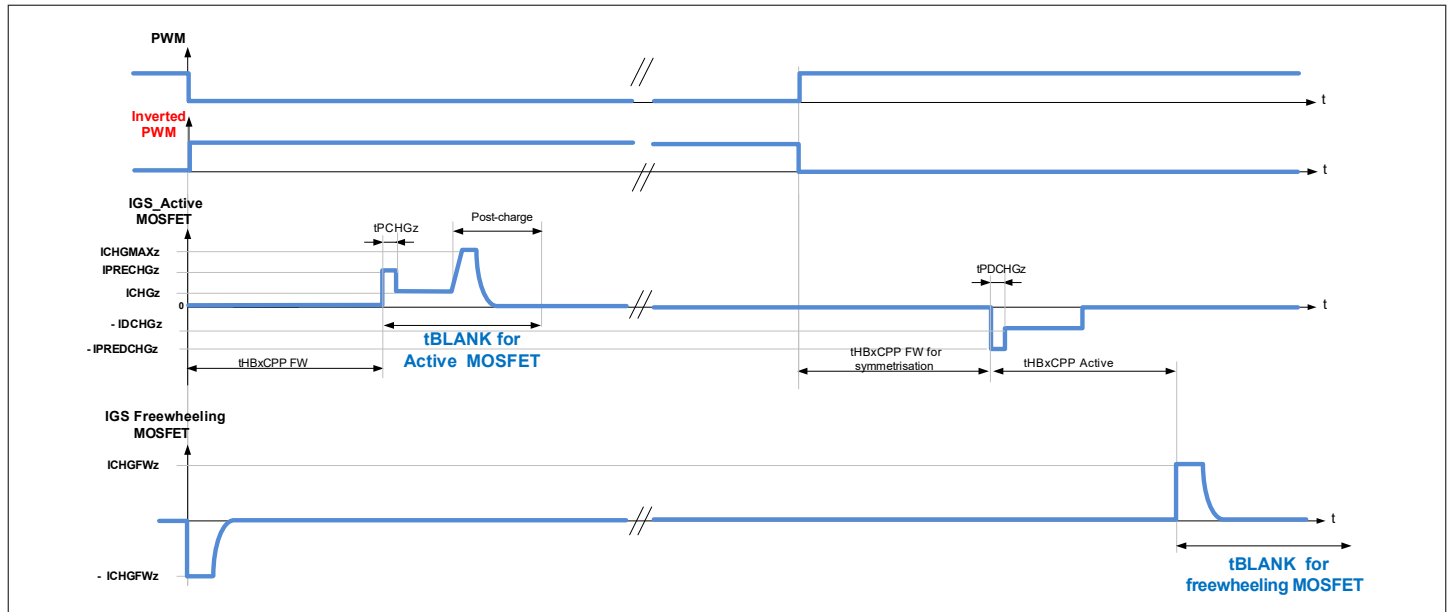 PWM
t
Inverted
PWM
t
IGS_Active
MOSFET
tPCHGz
Post-charge
ICHGMAXz
IPRECHGz
tPDCHGz
ICHGz
0
t
- IDCHGz
tBLANK for
Active MOSFET
- IPREDCHGz
tHBxCPP FW
tHBxCPP FW for
symmetrisation
tHBxCPP Active
IGS Freewheeling
MOSFET
ICHGFWz
t
tBLANK for
freewheeling MOSFET
- ICHGFWz